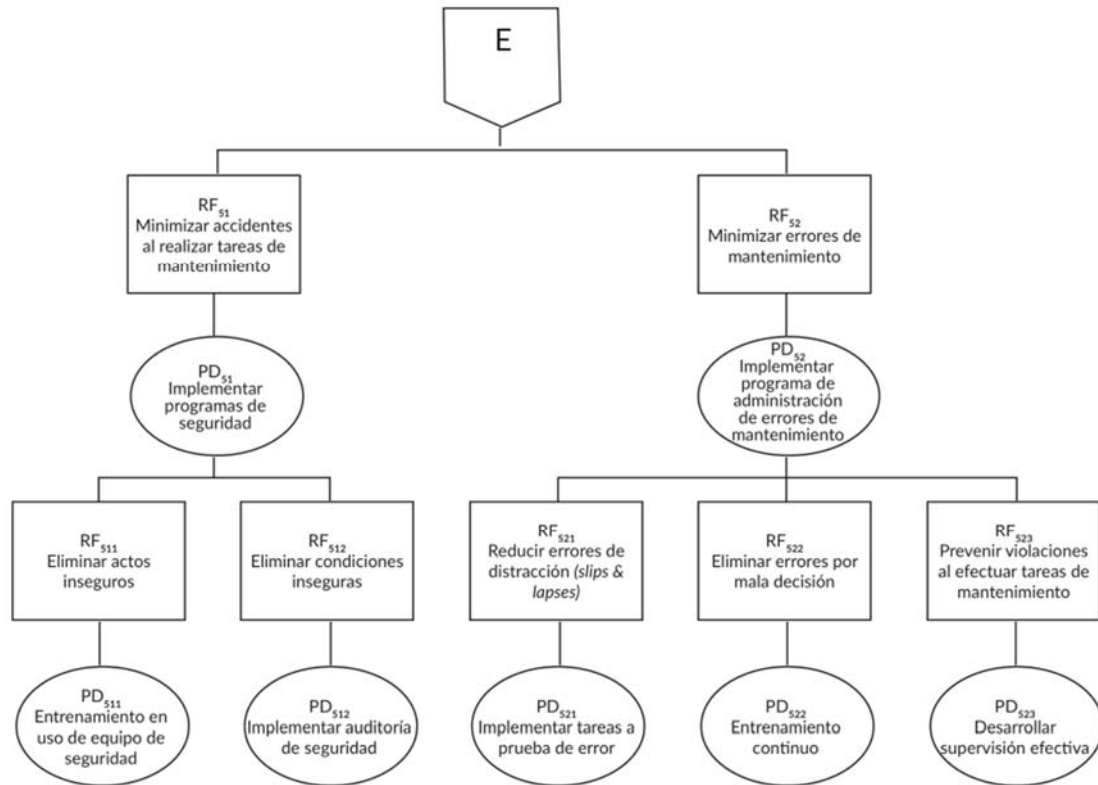 E
RF51
Minimizar accidentes
al realizar tareas de
mantenimiento
RF52
Minimizar errores de
mantenimiento
PD51
Implementar
programas de
seguridad
PD52
Implementar
programa de
administración
de errores de
mantenimiento
RF511
Eliminar actos
inseguros
RF512
Eliminar condiciones
inseguras
RF521
Reducir errores de
distracción (slips &
lapses)
RF522
Eliminar errores por
mala decisión
RF523
Prevenir violaciones
al efectuar tareas de
mantenimiento
PD511
Entrenamiento en
uso de equipo de
seguridad
PD512
Implementar auditoría
de seguridad
PD521
Implementar tareas a
prueba de error
PD522
Entrenamiento
continuo
PD523
Desarrollar
supervisión efectiva